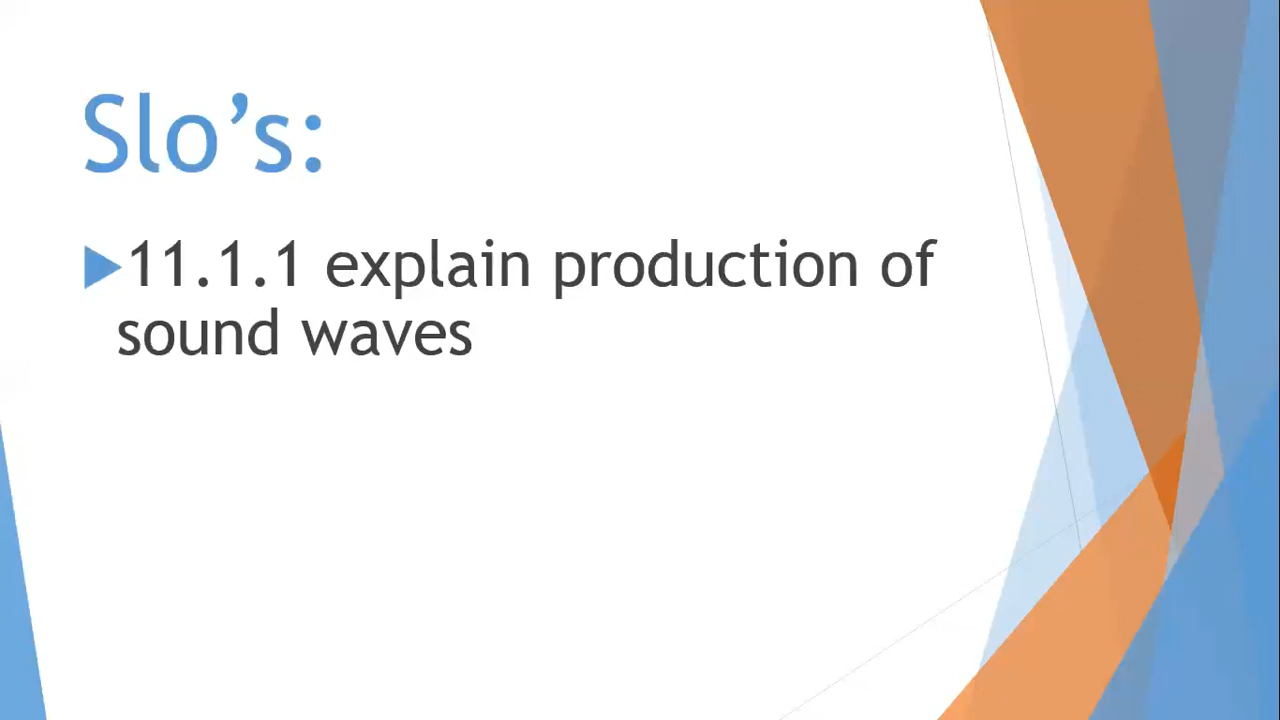 Slo’s:
11.1.1 explain production of
sound waves